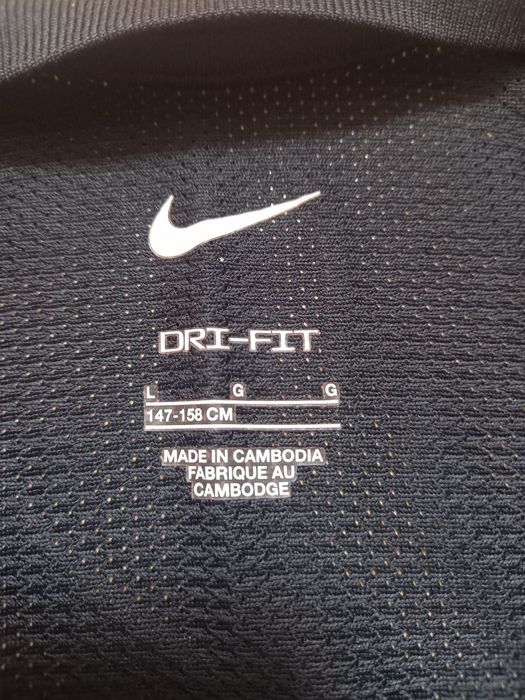 DRI-FIT
L G G
147-158 CM
MADE IN CAMBODIA
FABRIQUE AU
CAMBODGE